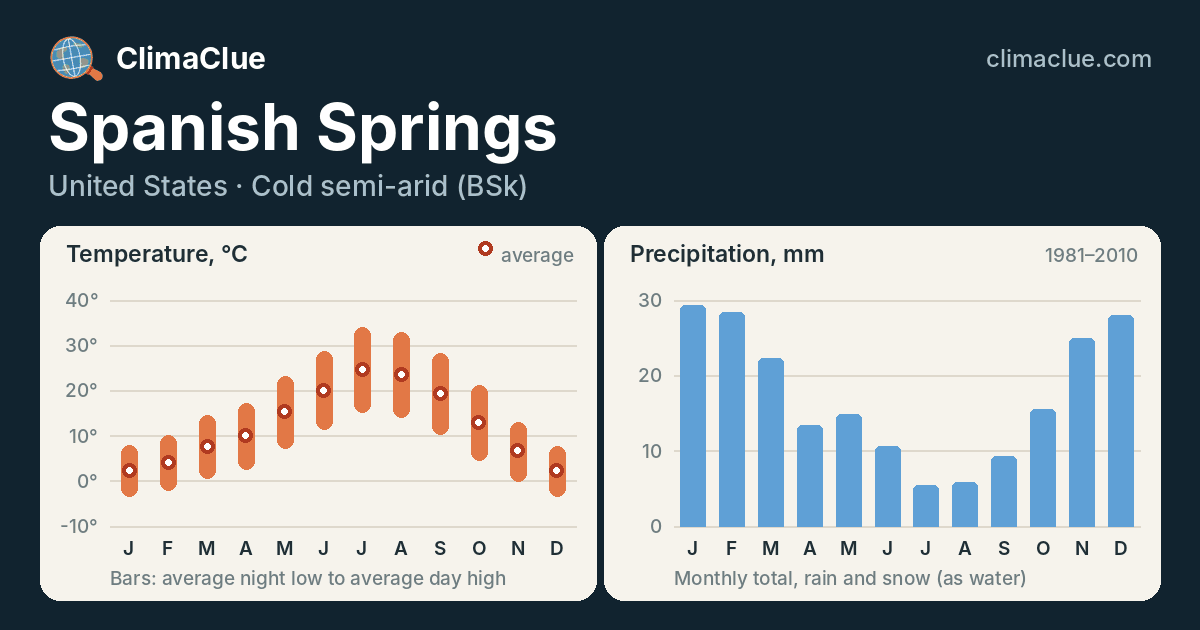 ClimaClue
climaclue.com
Spanish Springs
United States · Cold semi-arid (BSk)
Temperature, °C
average
40°
30°
20°
10°
0°
-10°
J F M A M J J A S O N D
Bars: average night low to average day high
Precipitation, mm
1981–2010
30
20
10
0
J F M A M J J A S O N D
Monthly total, rain and snow (as water)